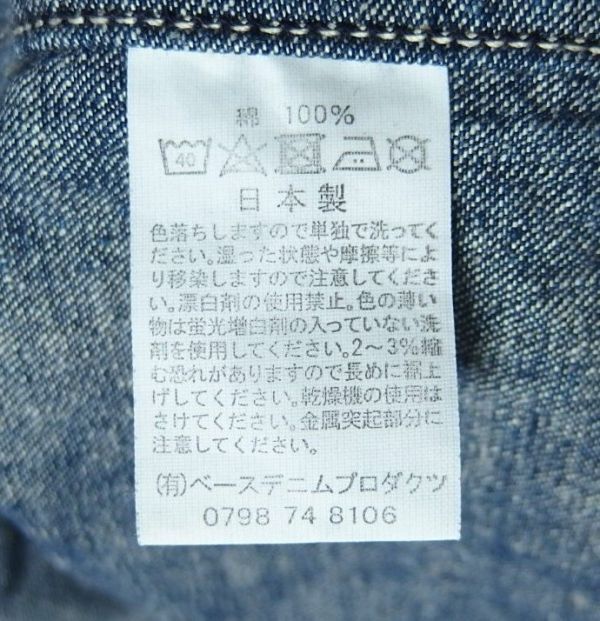 綿 100%
40
日本製
色落ちしますので単独で洗ってく
ださい。湿った状態や摩擦等によ
り移染しますので注意してくださ
い。漂白剤の使用禁止。色の薄い
物は蛍光増白剤の入っていない洗
剤を使用してください。2〜3%縮
む恐れがありますので長めに裾上
げしてください。乾燥機の使用は
さけてください。金属突起部分に
注意してください。
(有)ベースデニムプロダクツ
0798 74 8106